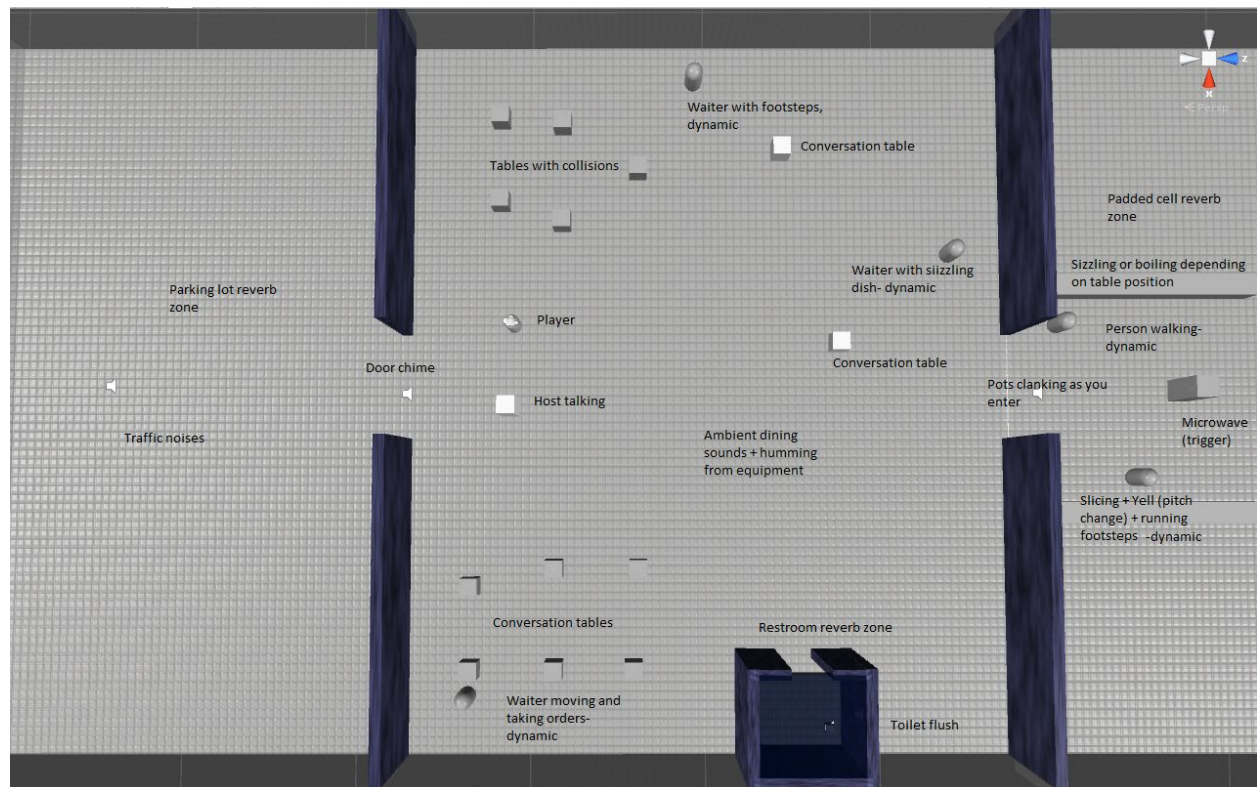 x
z
< Persp
Waiter with footsteps,
dynamic
Conversation table
Tables with collisions
Padded cell reverb
zone
Waiter with siizzling
dish- dynamic
Sizzling or boiling depending
on table position
Parking lot reverb
zone
Player
Person walking-
dynamic
Door chime
Conversation table
Pots clanking as you
enter
Host talking
Traffic noises
Ambient dining
sounds + humming
from equipment
Microwave
(trigger)
Slicing + Yell (pitch
change) + running
footsteps -dynamic
Conversation tables
Restroom reverb zone
Waiter moving and
taking orders-
dynamic
Toilet flush